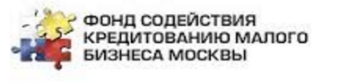 ФОНД СОДЕЙСТВИЯ
КРЕДИТОВАНИЮ МАЛОГО
БИЗНЕСА МОСКВЫ